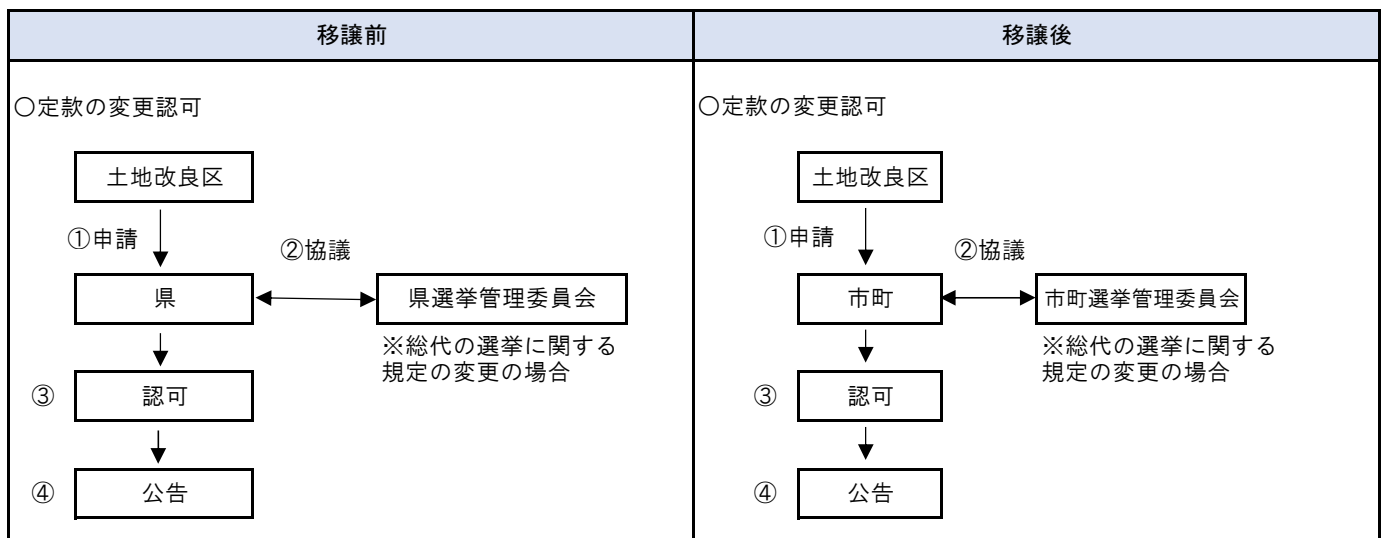 移譲前
〇定款の変更認可
土地改良区
①申請
②協議
県
県選挙管理委員会
※総代の選挙に関する
規定の変更の場合
③
認可
④
公告
移譲後
〇定款の変更認可
土地改良区
①申請
②協議
市町
市町選挙管理委員会
※総代の選挙に関する
規定の変更の場合
③
認可
④
公告